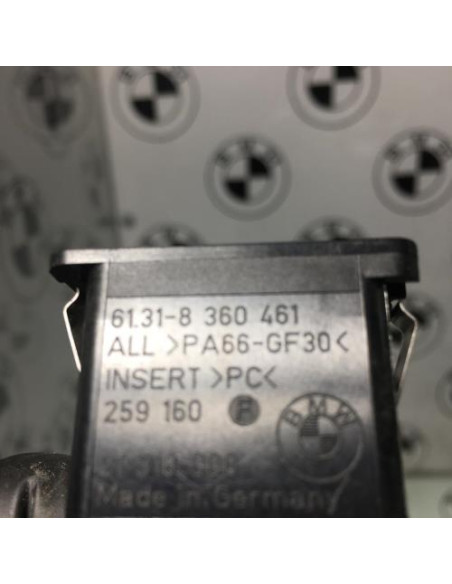 61.31-8 360 461
ALL >PA66-GF30<
INSERT >PC<
259 160
BMW
Made in Germany